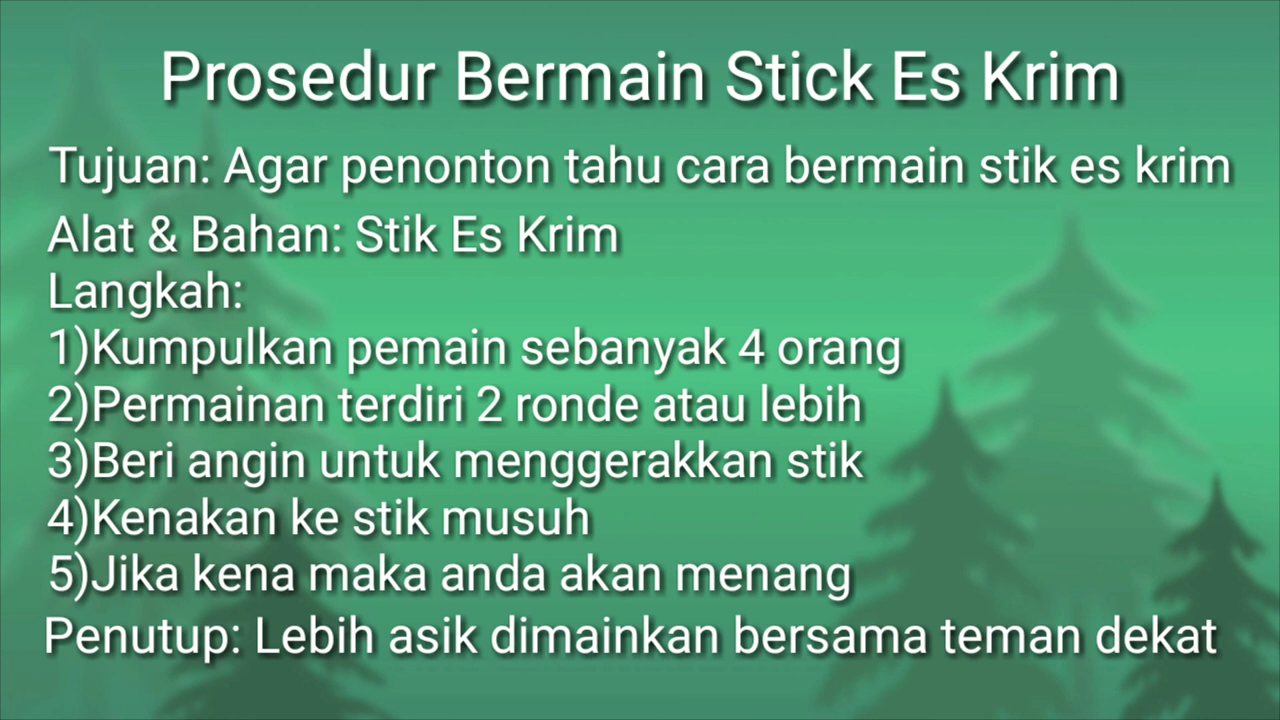 Prosedur Bermain Stick Es Krim
Tujuan: Agar penonton tahu cara bermain stik es krim
Alat & Bahan: Stik Es Krim
Langkah:
1)Kumpulkan pemain sebanyak 4 orang
2)Permainan terdiri 2 ronde atau lebih
3)Beri angin untuk menggerakkan stik
4)Kenakan ke stik musuh
5)Jika kena maka anda akan menang
Penutup: Lebih asik dimainkan bersama teman dekat